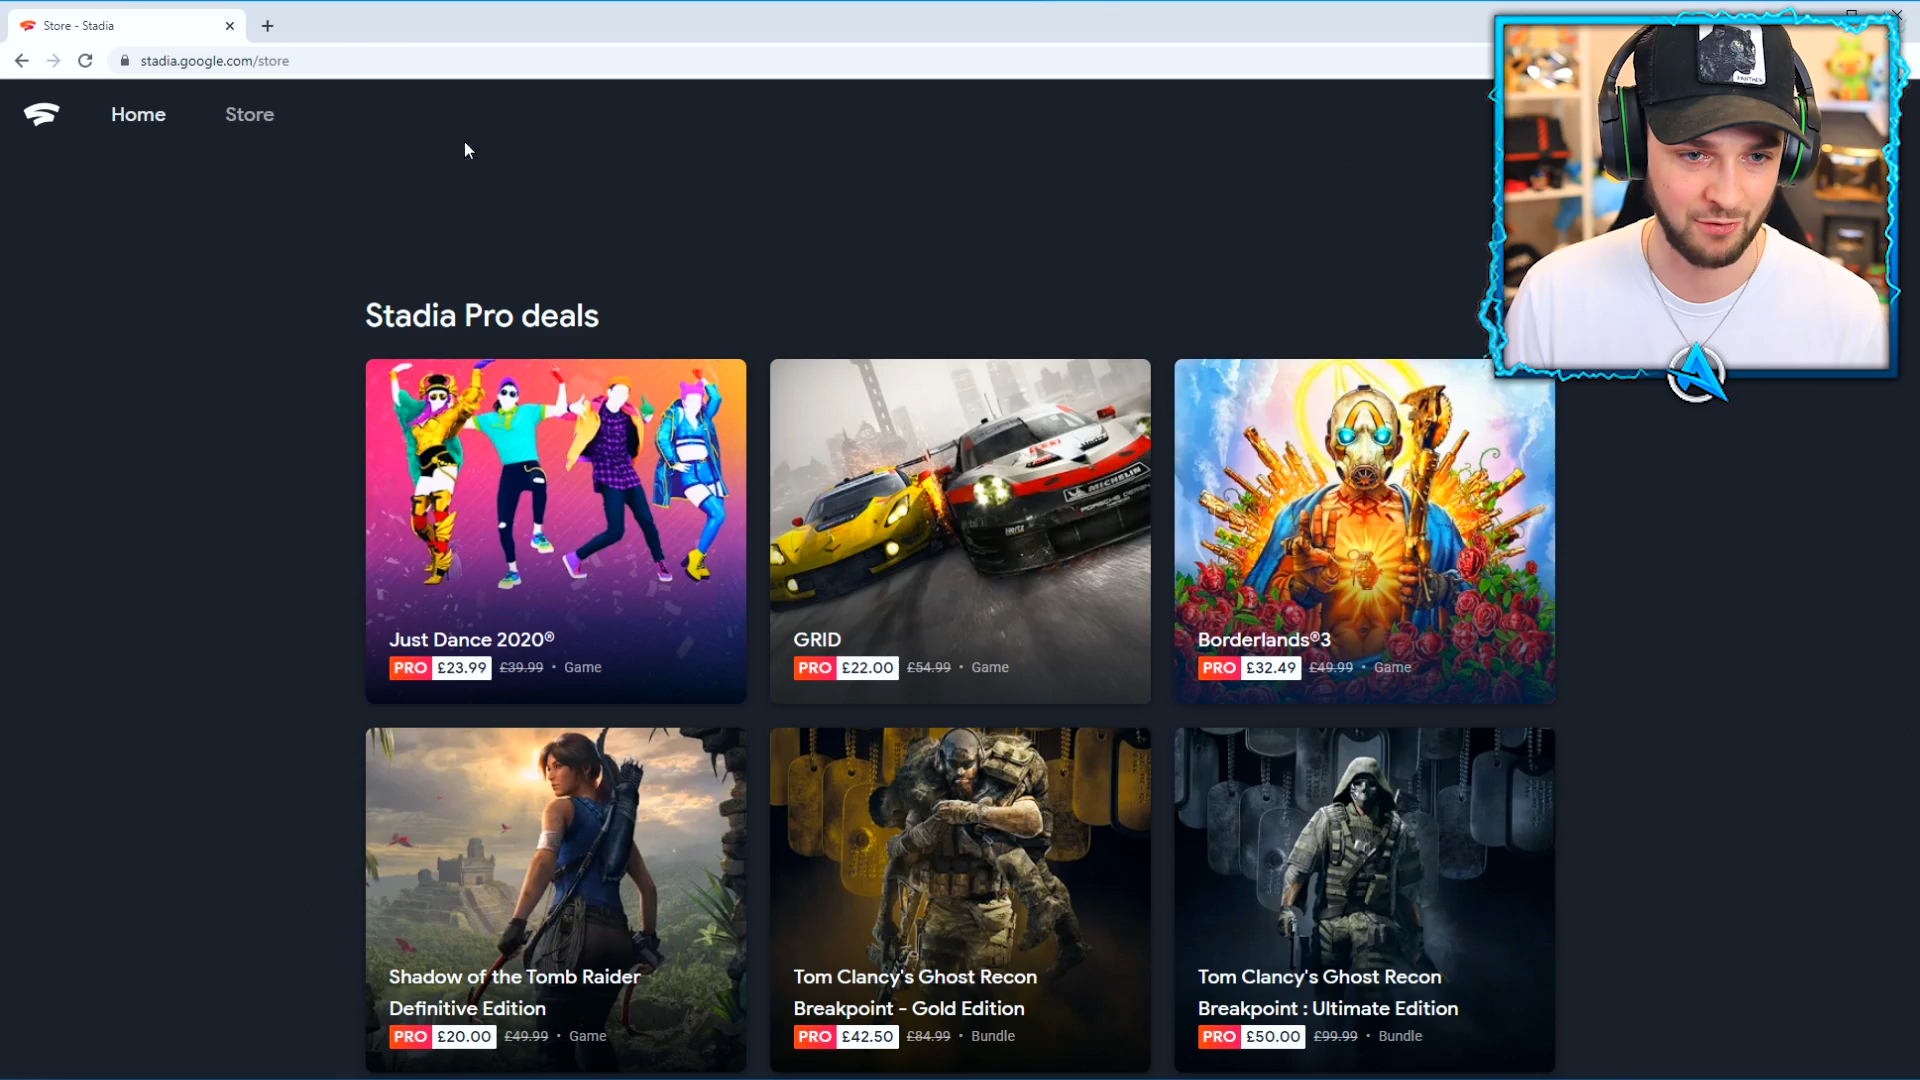 Store - Stadia
stadia.google.com/store
Home
Store
PANTHER
Stadia Pro deals
MICHELIN
Hertz
Just Dance 2020®
PRO £23.99 £39.99 • Game
GRID
PRO £22.00 £54.99 • Game
Borderlands®3
PRO £32.49 £49.99 • Game
Shadow of the Tomb Raider
Definitive Edition
PRO £20.00 £49.99 • Game
Tom Clancy's Ghost Recon
Breakpoint - Gold Edition
PRO £42.50 £84.99 • Bundle
Tom Clancy's Ghost Recon
Breakpoint : Ultimate Edition
PRO £50.00 £99.99 • Bundle